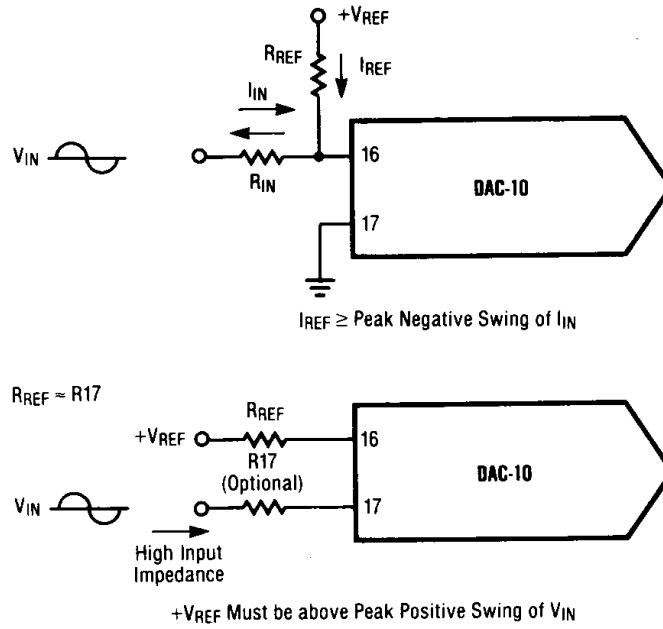 +VREF
RREF
IREF
IIN
VIN
RIN
16
17
DAC-10
IREF ≥ Peak Negative Swing of IIN
RREF ≈ R17
RREF
+VREF
16
R17
(Optional)
DAC-10
VIN
17
High Input
Impedance
+VREF Must be above Peak Positive Swing of VIN